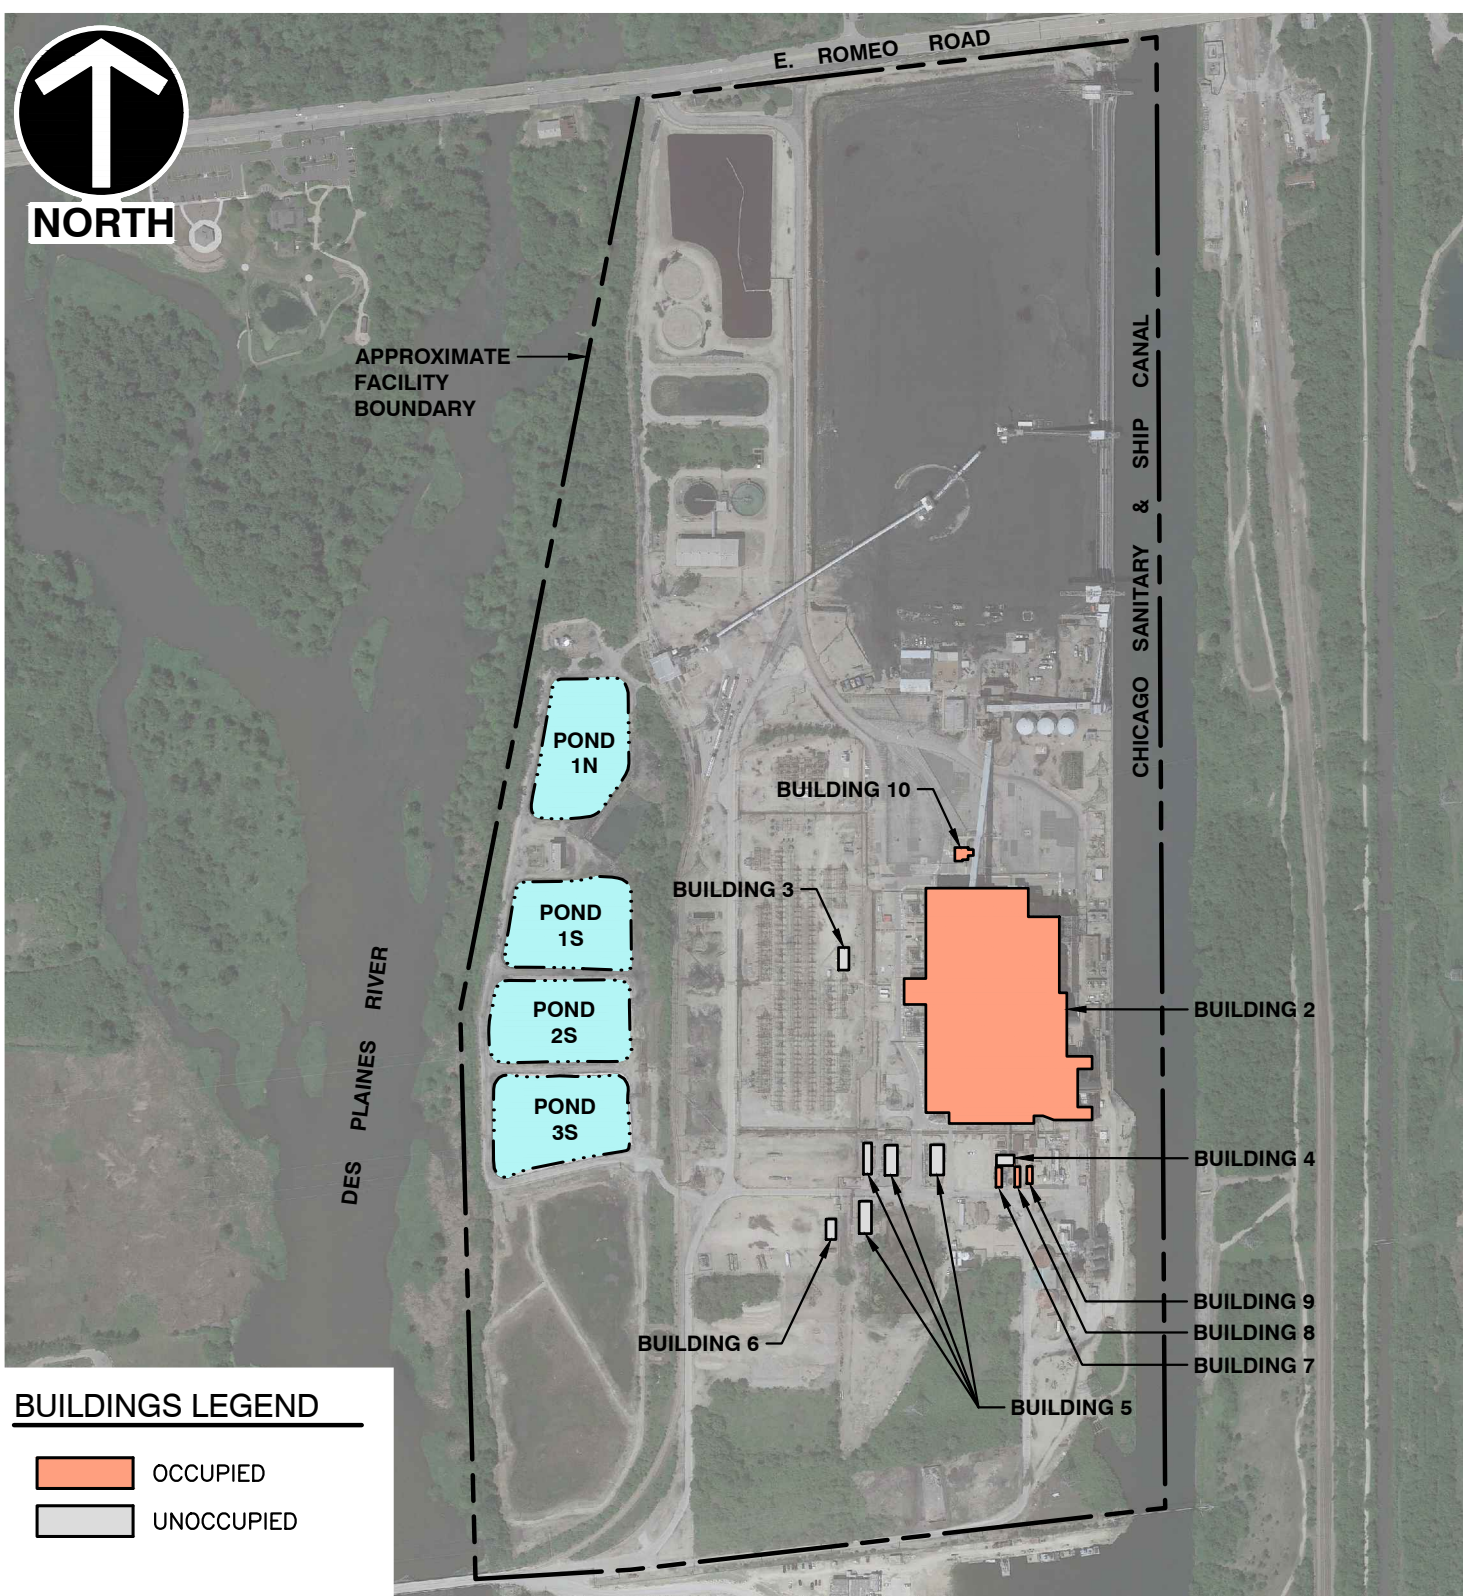 E. ROMEO ROAD
NORTH
APPROXIMATE
FACILITY
BOUNDARY
CHICAGO SANITARY & SHIP CANAL
POND
1N
BUILDING 10
BUILDING 3
POND
1S
DES PLAINES RIVER
POND
2S
BUILDING 2
POND
3S
BUILDING 4
BUILDING 9
BUILDING 8
BUILDING 6
BUILDING 7
BUILDING 5
BUILDINGS LEGEND
OCCUPIED
UNOCCUPIED